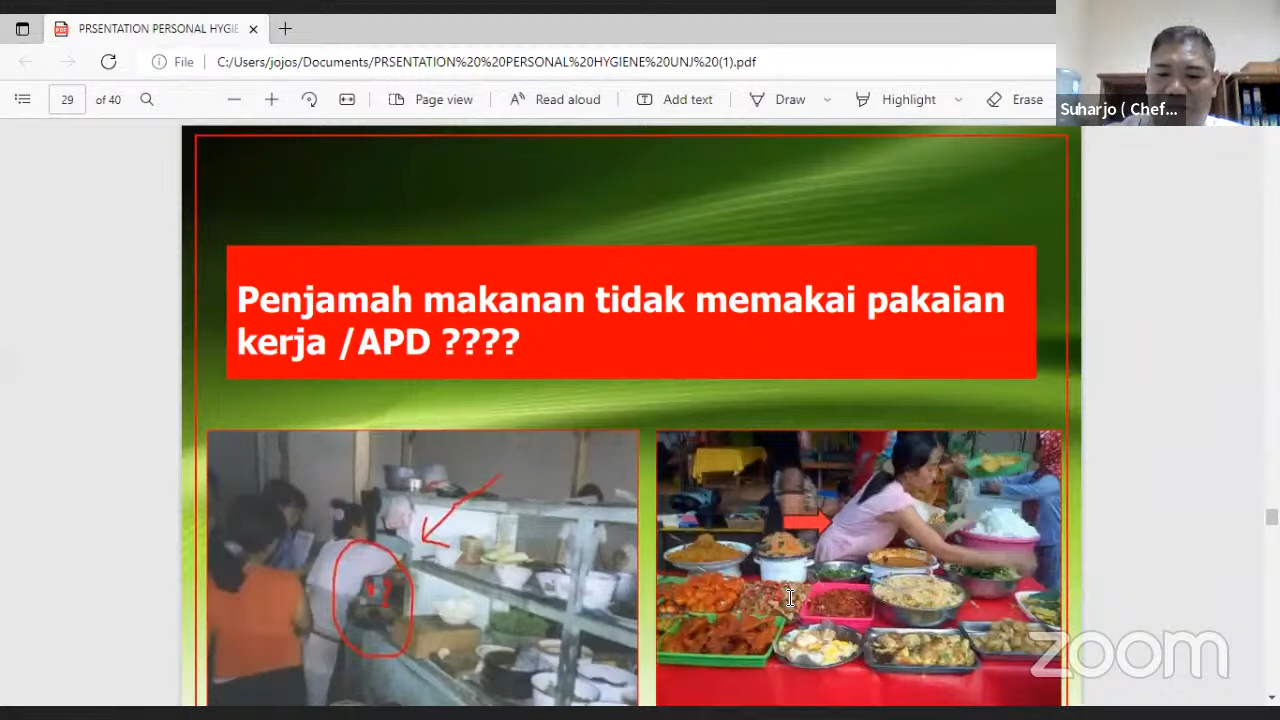 PRSENTATION PERSONAL HYGIE
File
C:/Users/jojos/Documents/PRSENTATION%20%20PERSONAL%20HYGIENE%20UNJ%20(1).pdf
29 of 40
Page view
Read aloud
Add text
Draw
Highlight
Erase
Suharjo ( Chef...
Penjamah makanan tidak memakai pakaian
kerja /APD ????
zoom